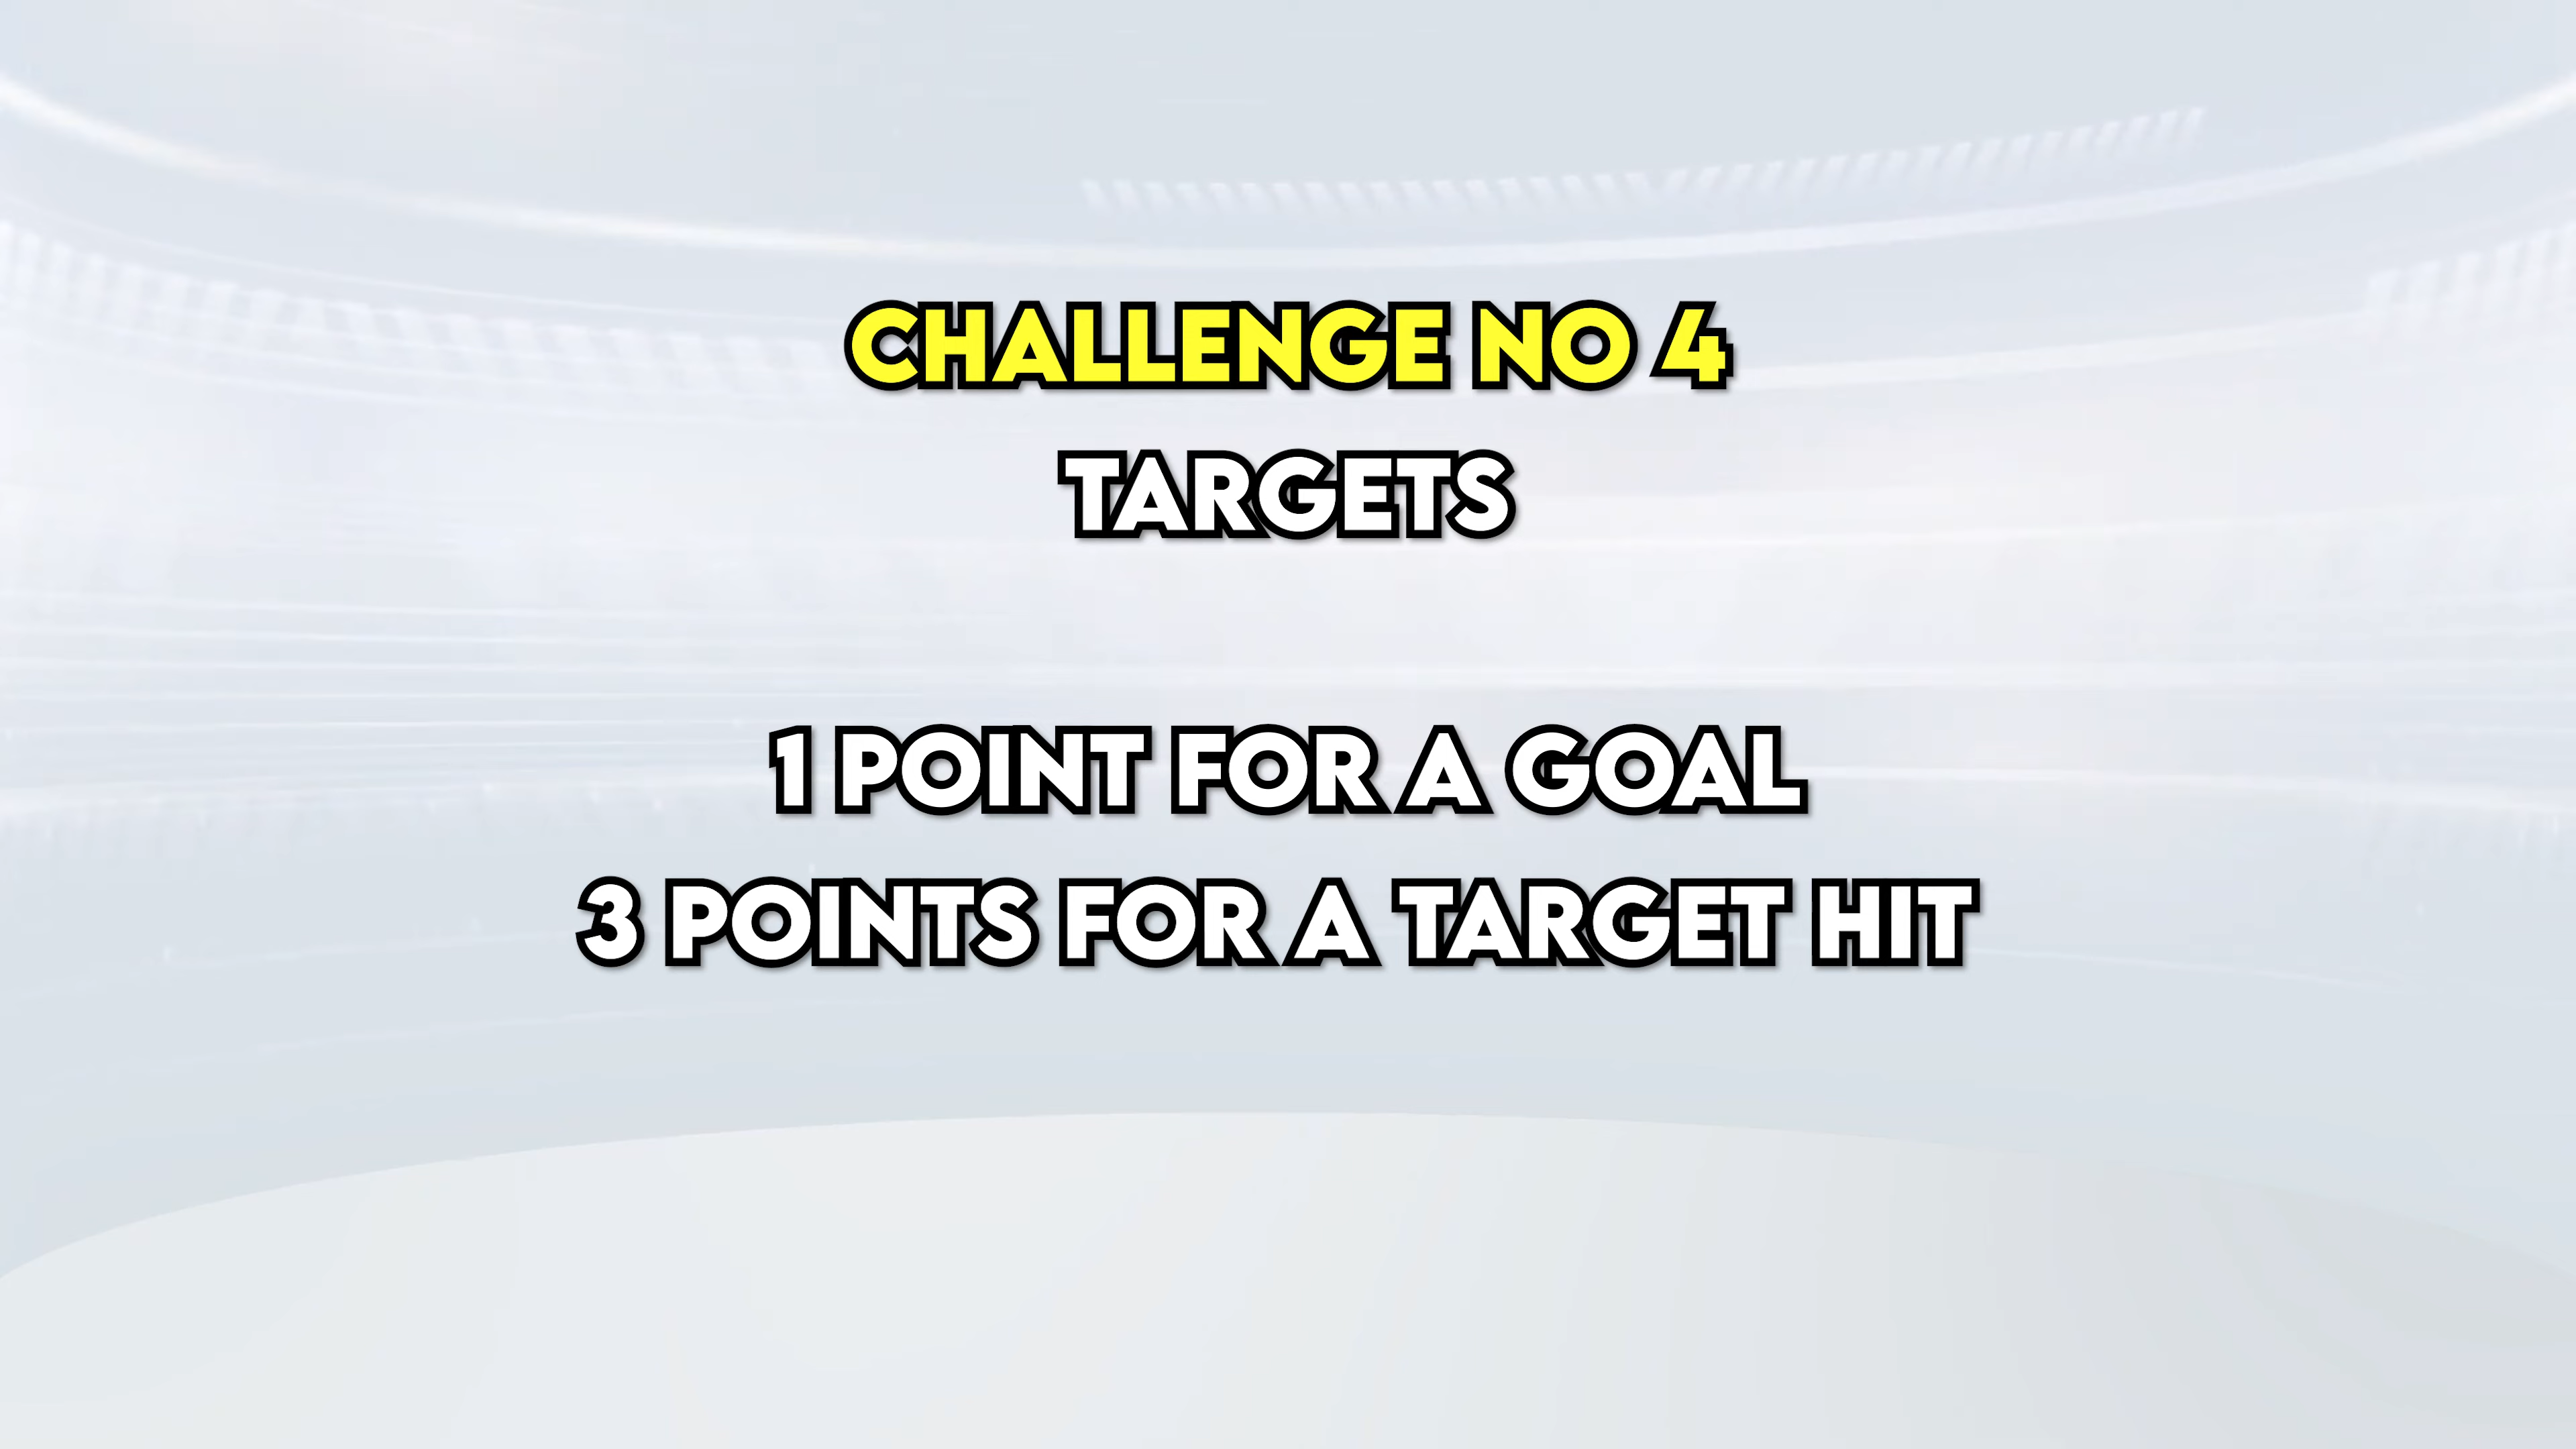 CHALLENGE NO 4
TARGETS
1 POINT FOR A GOAL
3 POINTS FOR A TARGET HIT